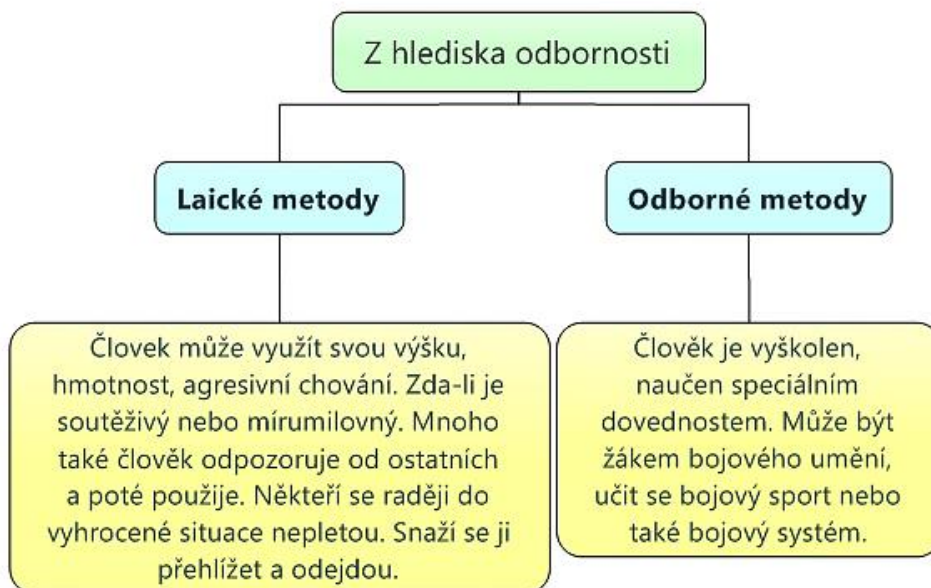 Z hlediska odbornosti
Laické metody
Odborné metody
Človek může využít svou výšku,
hmotnost, agresivní chování. Zda-li je
soutěživý nebo mírumilovný. Mnoho
také člověk odpozoruje od ostatních
a poté použije. Někteří se raději do
vyhrocené situace nepletou. Snaží se ji
přehlížet a odejdou.
Člověk je vyškolen,
naučen speciálním
dovednostem. Může být
žákem bojového umění,
učit se bojový sport nebo
také bojový systém.